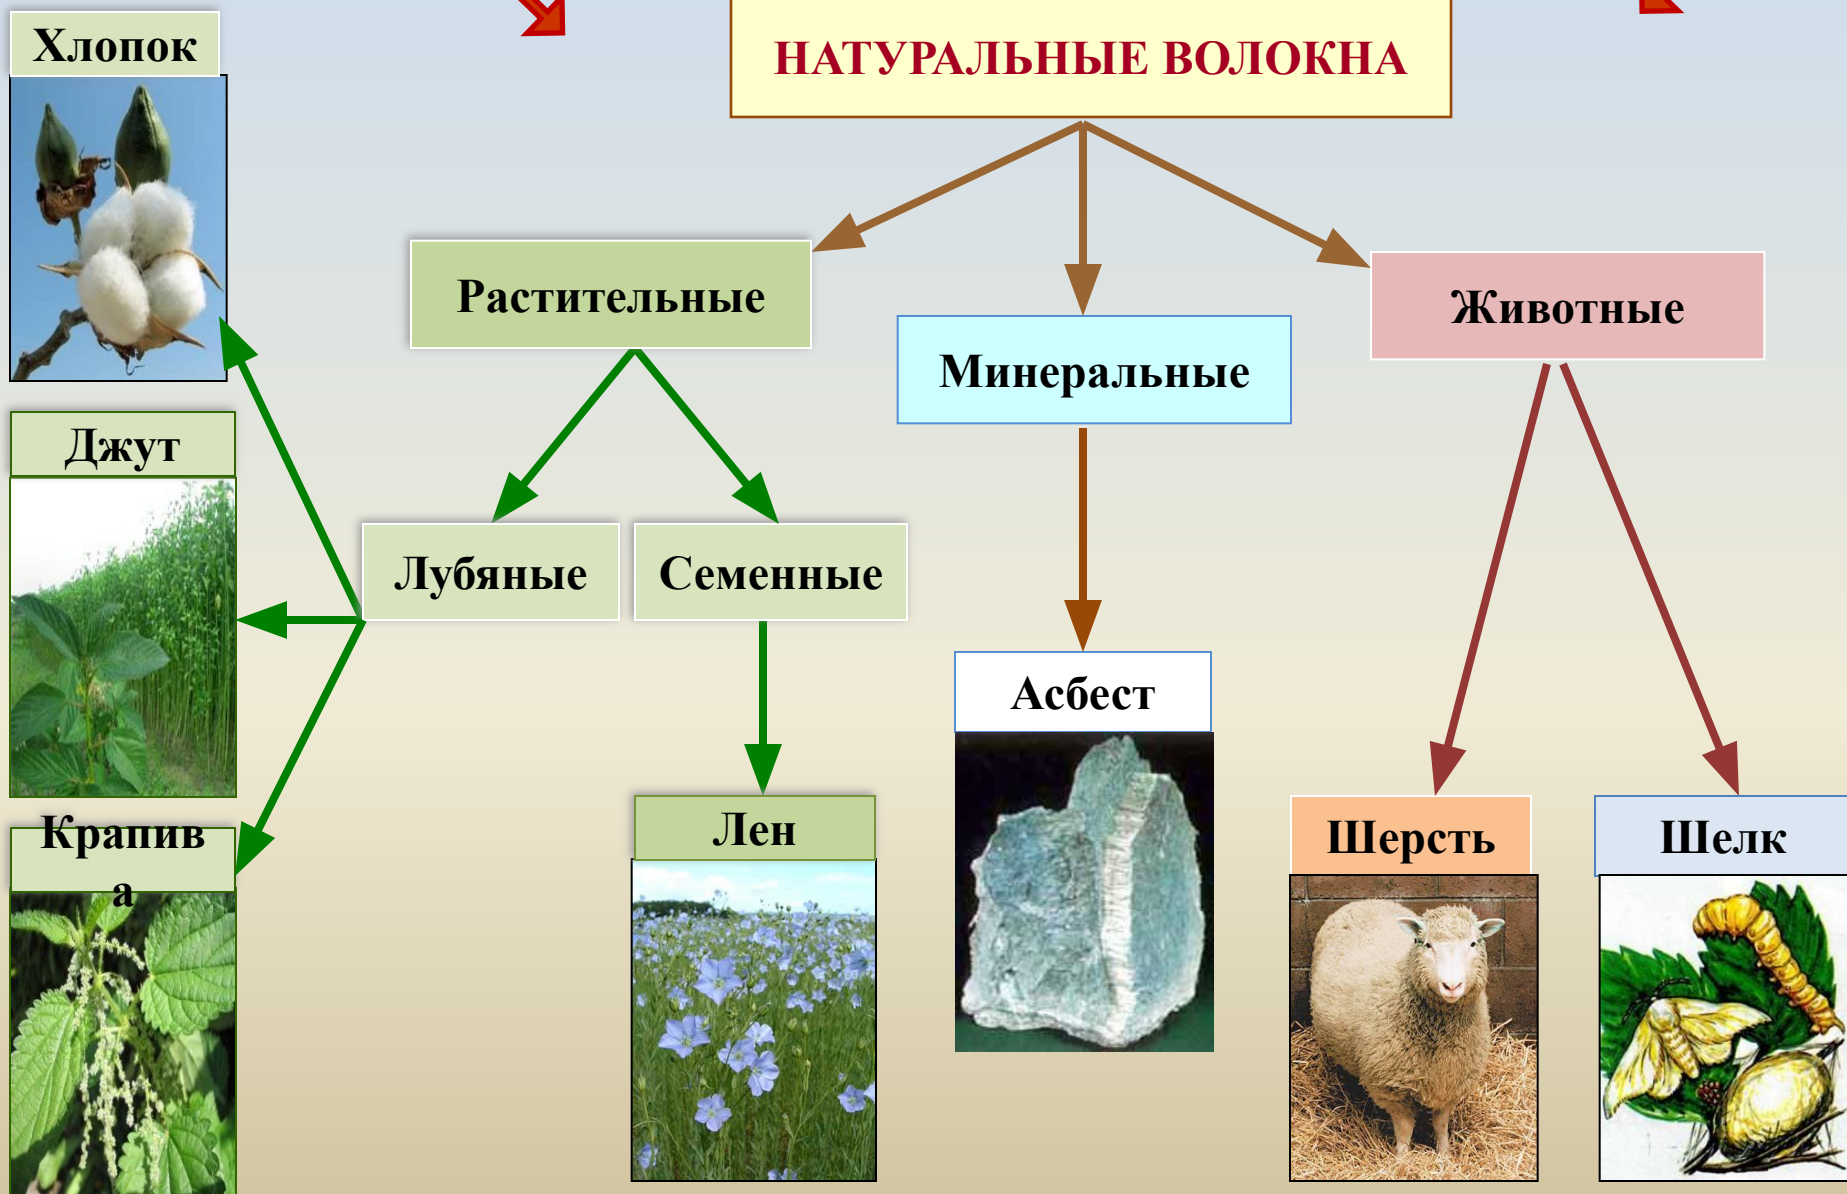 НАТУРАЛЬНЫЕ ВОЛОКНА
Хлопок
Растительные
Минеральные
Животные
Джут
Лубяные
Семенные
Асбест
Крапив
а
Лен
Шерсть
Шелк